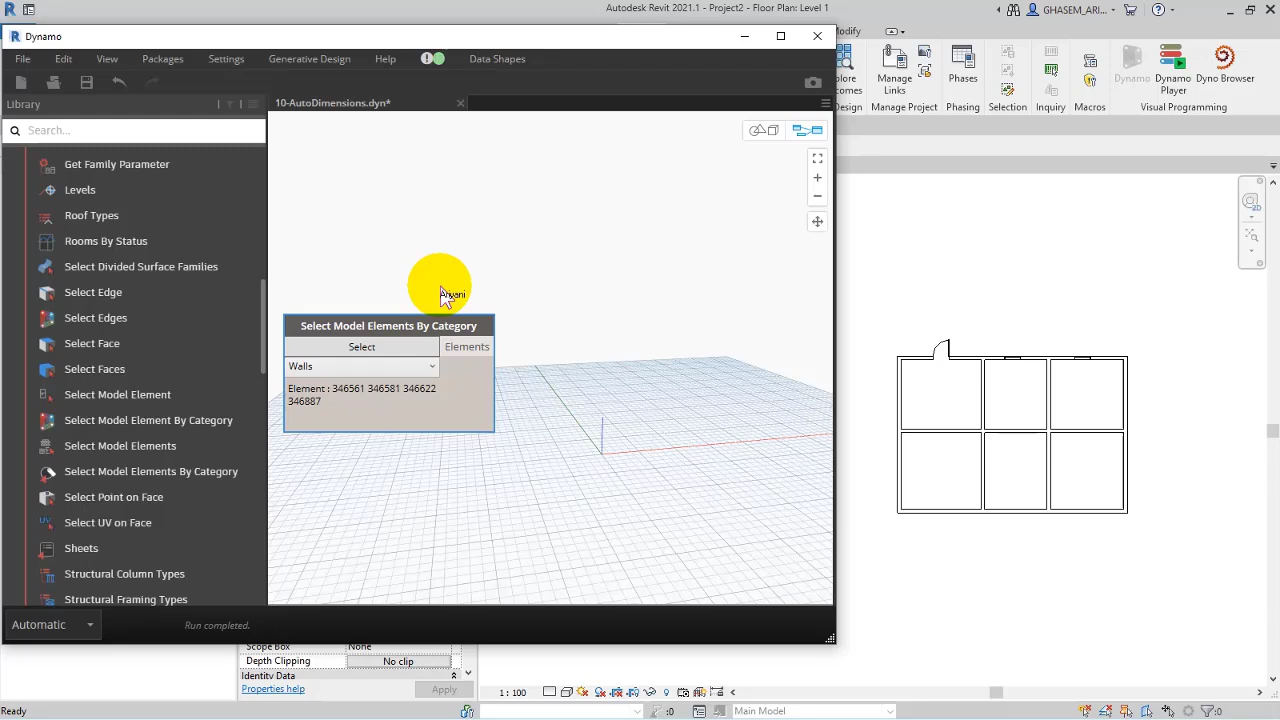 Autodesk Revit 2021.1 - Project2 - Floor Plan: Level 1
GHASEM_AR...
Dynamo
Modify
File Edit View Packages Settings Generative Design Help Data Shapes
Manage
Links
Phases
Dynamo
Dynamo
Player
Dyno Browser
Manage Project
Phasing
Selection
Inquiry
Macros
Visual Programming
Library
10-AutoDimensions.dyn*
Search...
Get Family Parameter
Levels
Roof Types
Rooms By Status
Select Divided Surface Families
Select Edge
Select Edges
Select Face
Select Faces
Select Model Element
Select Model Element By Category
Select Model Elements
Select Model Elements By Category
Select Point on Face
Select UV on Face
Sheets
Structural Column Types
Structural Framing Types
Select Model Elements By Category
Select
Elements
Walls
Element : 346561 346581 346622
346887
Automatic
Run completed.
Scope Box
None
Depth Clipping
No clip
Identity Data
Properties help
Apply
1 : 100
Ready
:0
Main Model
:0